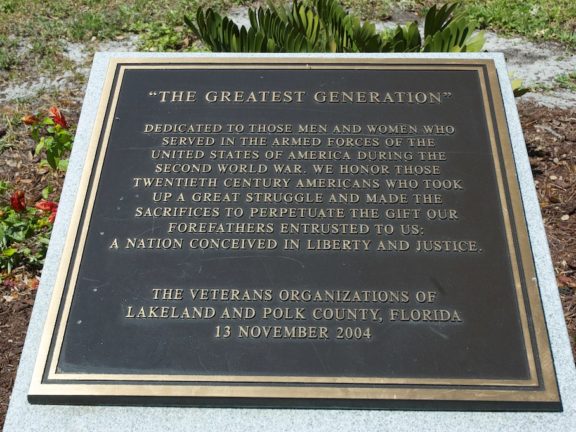 “THE GREATEST GENERATION”
DEDICATED TO THOSE MEN AND WOMEN WHO
SERVED IN THE ARMED FORCES OF THE
UNITED STATES OF AMERICA DURING THE
SECOND WORLD WAR. WE HONOR THOSE
TWENTIETH CENTURY AMERICANS WHO TOOK
UP A GREAT STRUGGLE AND MADE THE
SACRIFICES TO PERPETUATE THE GIFT OUR
FOREFATHERS ENTRUSTED TO US:
A NATION CONCEIVED IN LIBERTY AND JUSTICE.
THE VETERANS ORGANIZATIONS OF
LAKELAND AND POLK COUNTY, FLORIDA
13 NOVEMBER 2004